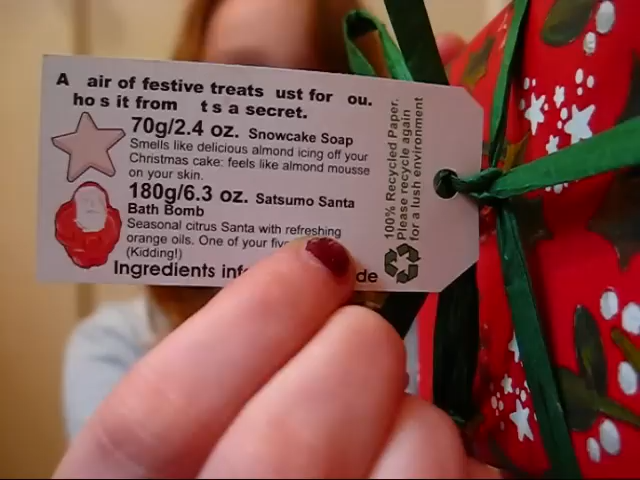 A air of festive treats ust for ou.
ho s it from t s a secret.
70g/2.4 oz. Snowcake Soap
Smells like delicious almond icing off your
Christmas cake: feels like almond mousse
on your skin.
180g/6.3 oz. Satsumo Santa
Bath Bomb
Seasonal citrus Santa with refreshing
orange oils. One of your
(Kidding!)
Ingredients
100% Recycled Paper.
Please recycle again
for a lush environment